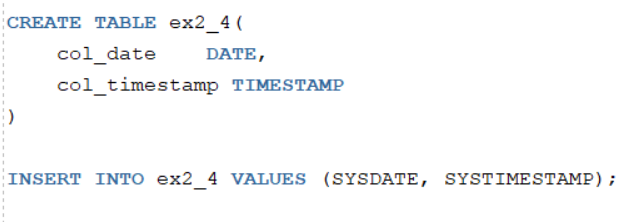 CREATE TABLE ex2_4(
    col_date    DATE,
    col_timestamp TIMESTAMP
)
INSERT INTO ex2_4 VALUES (SYSDATE, SYSTIMESTAMP);